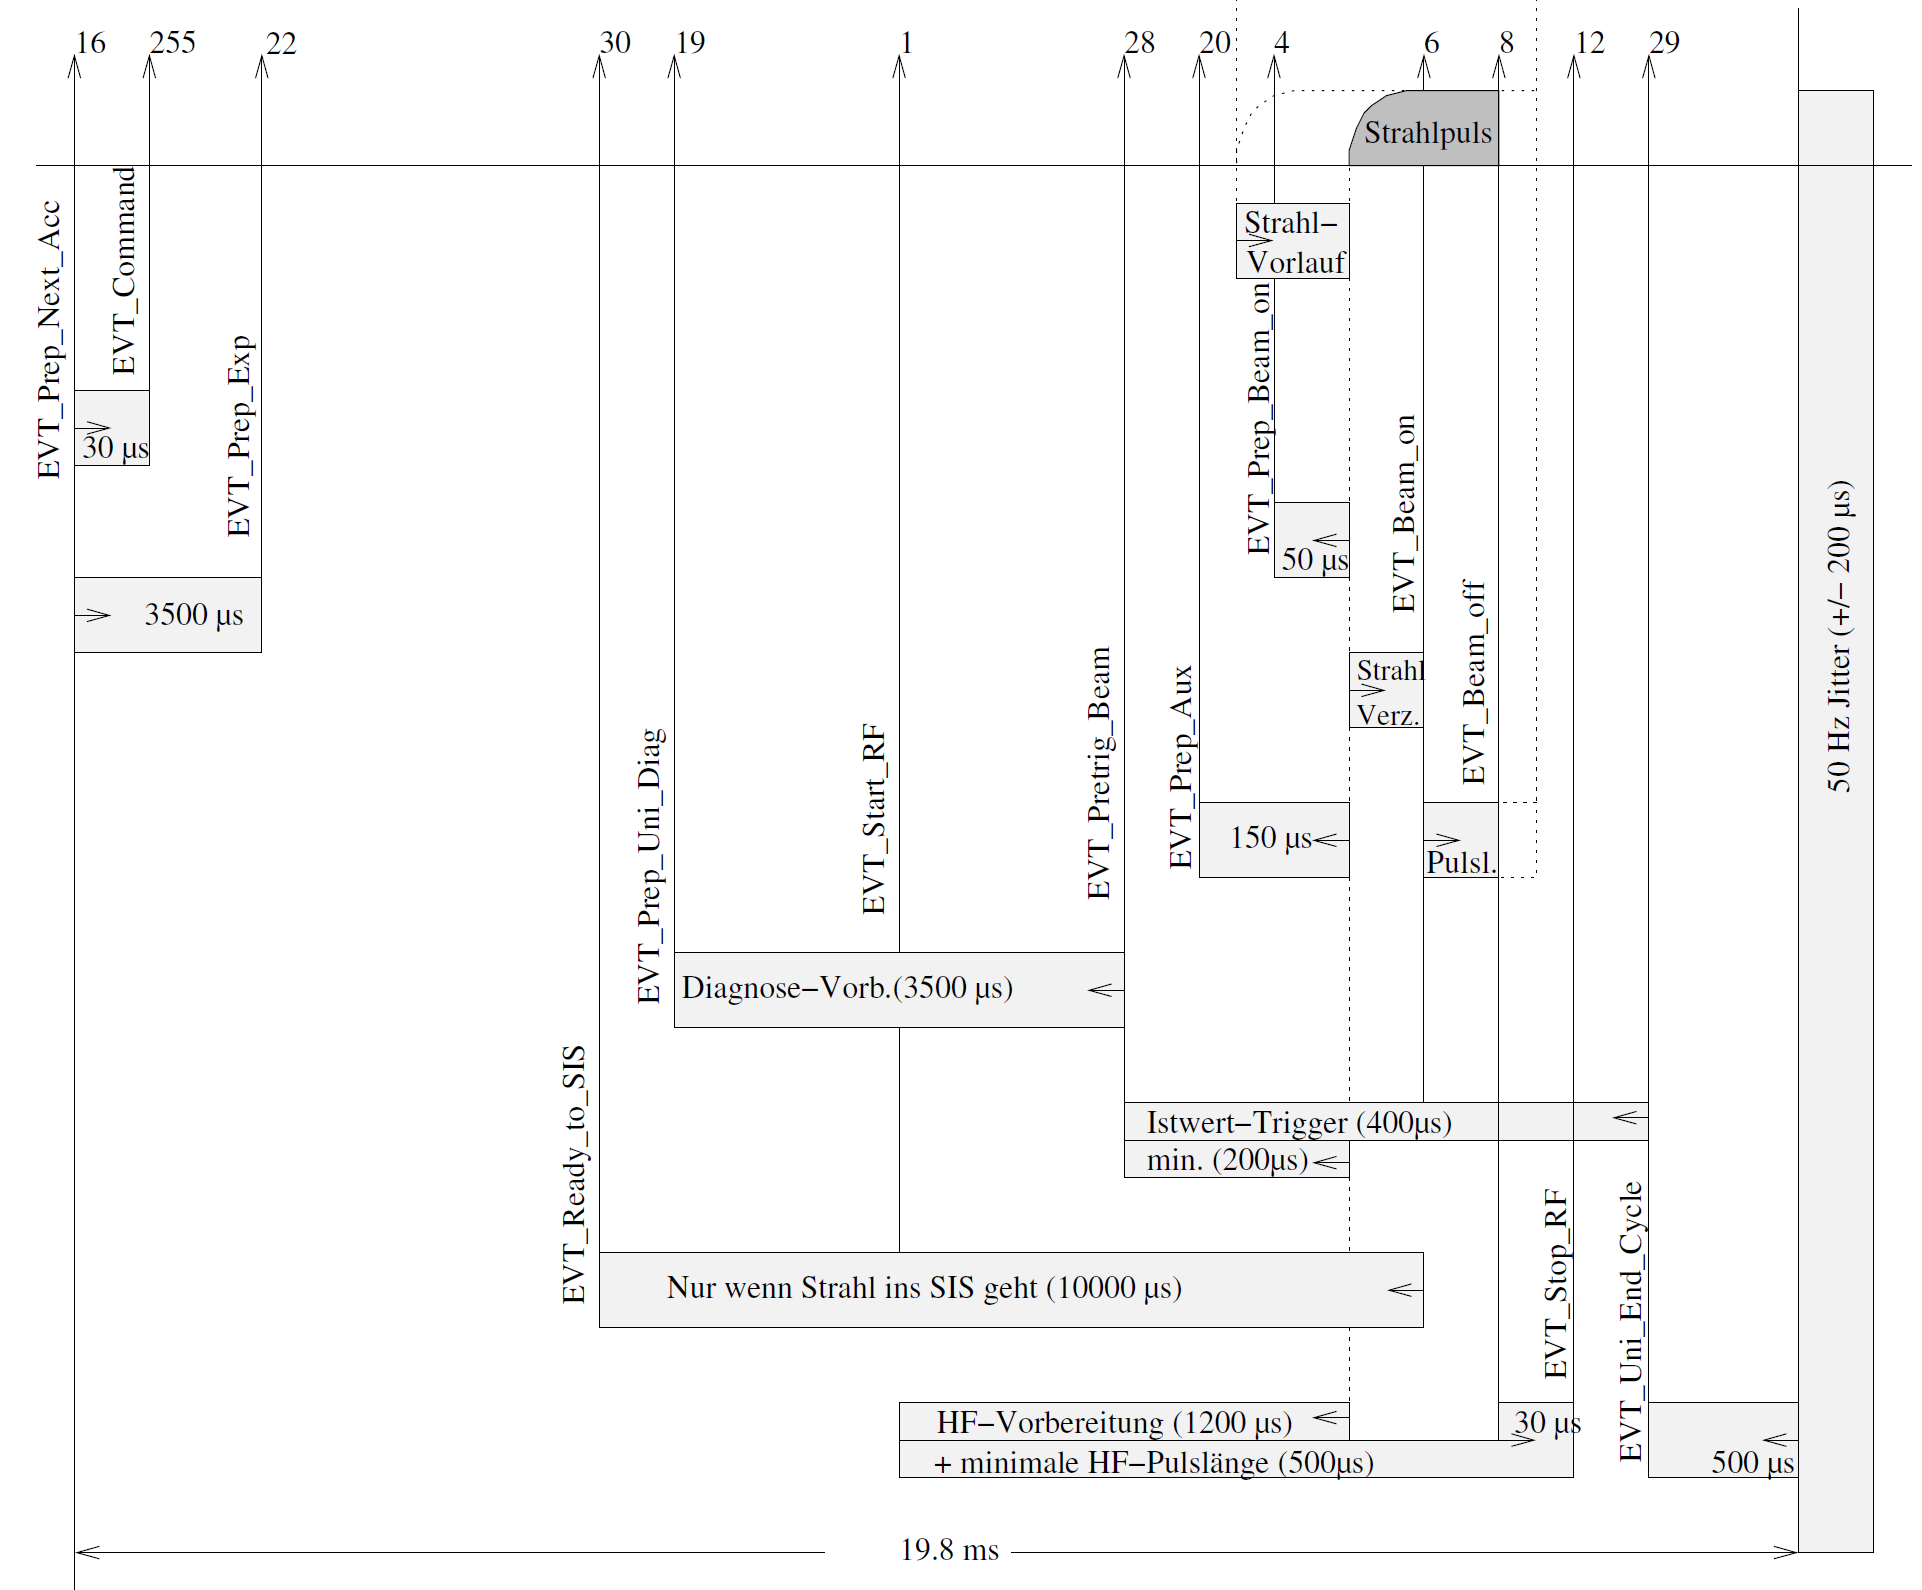 16 255 22 30 19 1 28 20 4 6 8 12 29
Strahlpuls
EVT_Prep_Next_Acc
EVT_Command
EVT_Prep_Exp
Strahl–
Vorlauf
EVT_Prep_Beam_on
EVT_Beam_on
30 µs
50 µs
3500 µs
EVT_Beam_off
50 Hz Jitter (+/– 200 µs)
Strahl
Verz.
EVT_Prep_Uni_Diag
EVT_Start_RF
EVT_Pretrig_Beam
EVT_Prep_Aux
150 µs
Pulsl.
Diagnose–Vorb.(3500 µs)
EVT_Ready_to_SIS
Istwert–Trigger (400µs)
min. (200µs)
EVT_Stop_RF
EVT_Uni_End_Cycle
Nur wenn Strahl ins SIS geht (10000 µs)
HF–Vorbereitung (1200 µs)
30 µs
+ minimale HF–Pulslänge (500µs)
500 µs
19.8 ms